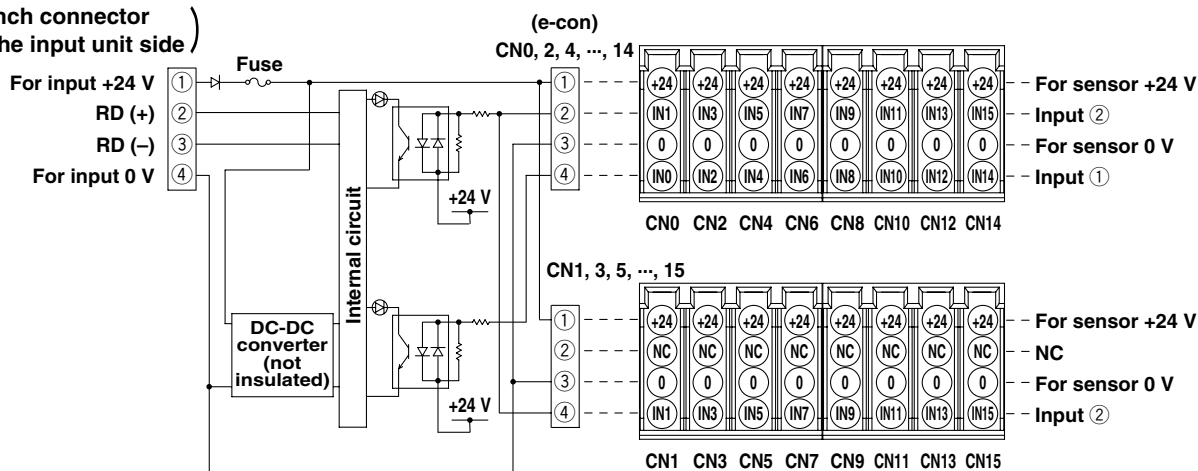 nch connector
he input unit side )
(e-con)
CN0, 2, 4, ···, 14
Fuse
For input +24 V ①
RD (+) ②
RD (–) ③
For input 0 V ④
Internal circuit
+24 V
DC-DC
converter
(not
insulated)
+24 V
① +24 +24 +24 +24 +24 +24 +24 +24 For sensor +24 V
② IN1 IN3 IN5 IN7 IN9 IN11 IN13 IN15 Input ②
③ 0 0 0 0 0 0 0 0 For sensor 0 V
④ IN0 IN2 IN4 IN6 IN8 IN10 IN12 IN14 Input ①
CN0 CN2 CN4 CN6 CN8 CN10 CN12 CN14
CN1, 3, 5, ···, 15
① +24 +24 +24 +24 +24 +24 +24 +24 For sensor +24 V
② NC NC NC NC NC NC NC NC NC
③ 0 0 0 0 0 0 0 0 For sensor 0 V
④ IN1 IN3 IN5 IN7 IN9 IN11 IN13 IN15 Input ②
CN1 CN3 CN5 CN7 CN9 CN11 CN13 CN15